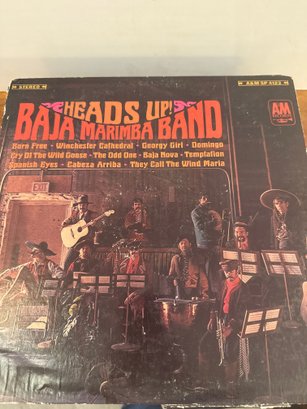 STEREO
A&M SP 4123
HEADS UP!
BAJA MARIMBA BAND
AM
Born Free • Winchester Cathedral • Georgy Girl • Domingo
Cry Of The Wild Goose • The Odd One • Baja Nova • Temptation
Spanish Eyes • Cabeza Arriba • They Call The Wind Maria